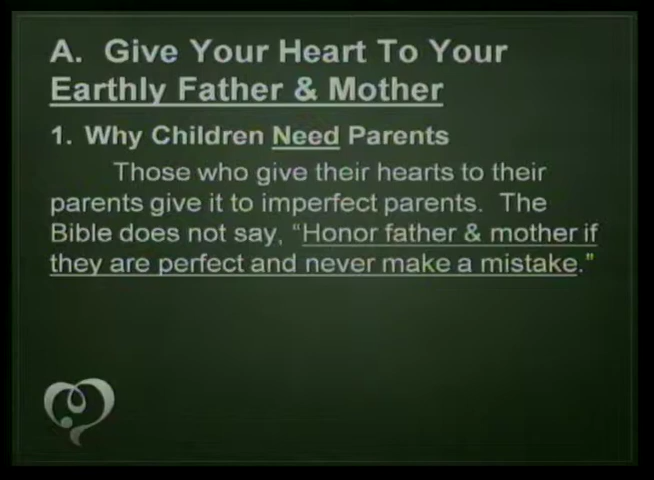 A. Give Your Heart To Your
Earthly Father & Mother
1. Why Children Need Parents
Those who give their hearts to their
parents give it to imperfect parents. The
Bible does not say, “Honor father & mother if
they are perfect and never make a mistake.”